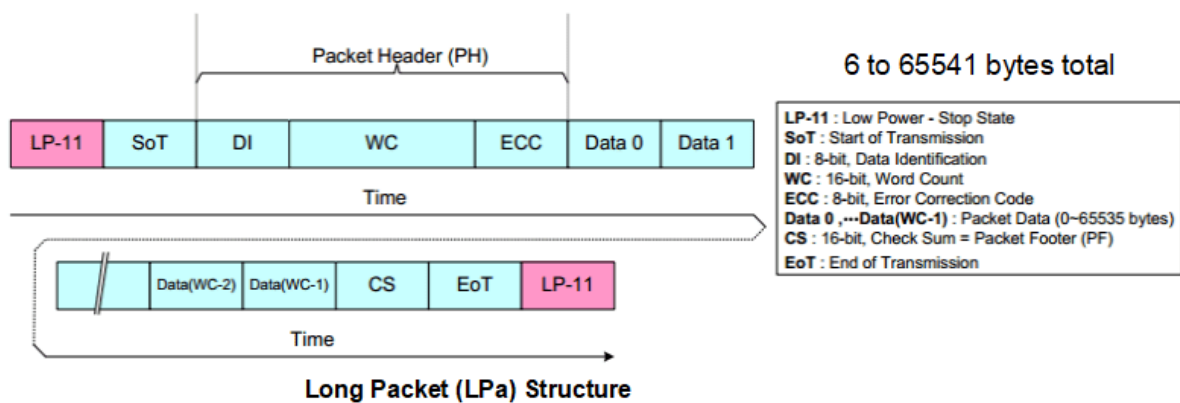 Packet Header (PH)
6 to 65541 bytes total
LP-11 SoT DI WC ECC Data 0 Data 1
Time
LP-11 : Low Power - Stop State
SoT : Start of Transmission
DI : 8-bit, Data Identification
WC : 16-bit, Word Count
ECC : 8-bit, Error Correction Code
Data 0 ,···Data(WC-1) : Packet Data (0~65535 bytes)
CS : 16-bit, Check Sum = Packet Footer (PF)
EoT : End of Transmission
Data(WC-2) Data(WC-1) CS EoT LP-11
Time
Long Packet (LPa) Structure